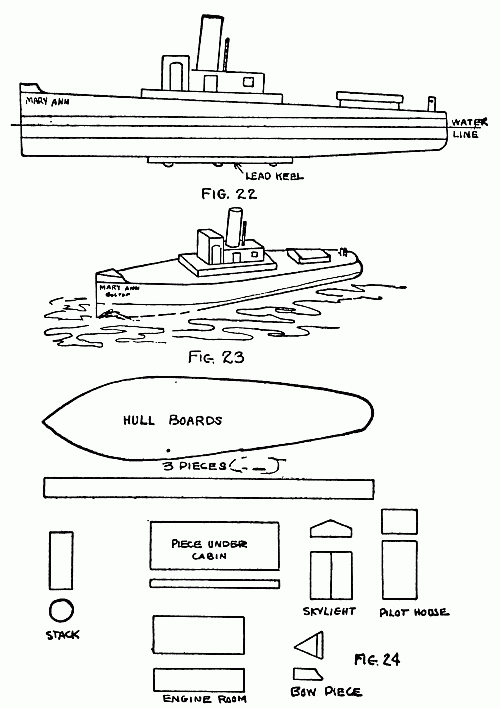 MARY ANN
WATER
LINE
LEAD KEEL
FIG. 22
MARY ANN
BOSTON
FIG. 23
HULL BOARDS
3 PIECES
PIECE UNDER
CABIN
STACK
SKYLIGHT
PILOT HOUSE
ENGINE ROOM
BOW PIECE
FIG. 24